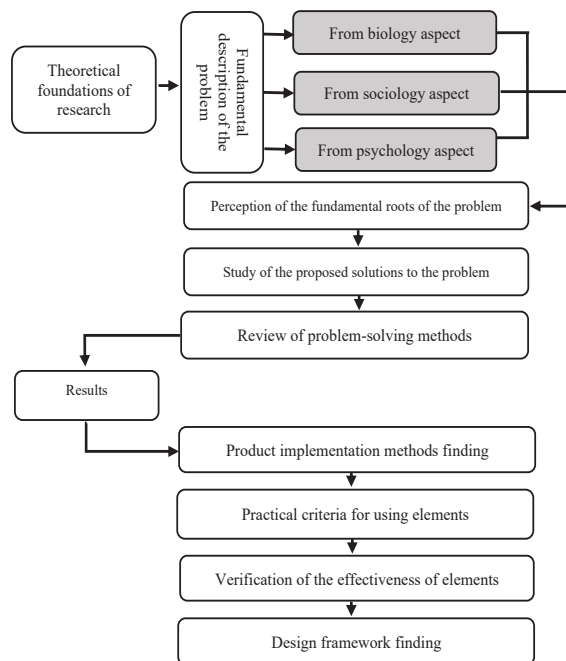 Theoretical
foundations of
research
Fundamental
description of the
problem
From biology aspect
From sociology aspect
From psychology aspect
Perception of the fundamental roots of the problem
Study of the proposed solutions to the problem
Review of problem-solving methods
Results
Product implementation methods finding
Practical criteria for using elements
Verification of the effectiveness of elements
Design framework finding